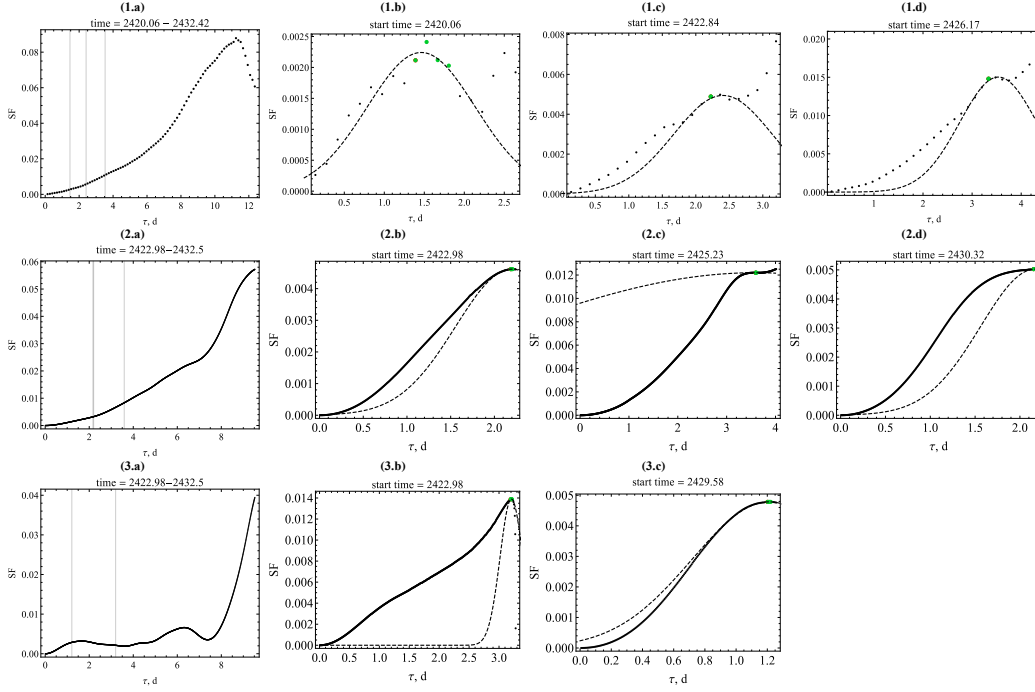 (1.a)
time = 2420.06 − 2432.42
SF
0.00
0.02
0.04
0.06
0.08
0
2
4
6
8
10
12
τ, d
(1.b)
start time = 2420.06
SF
0.0000
0.0005
0.0010
0.0015
0.0020
0.0025
0.5
1.0
1.5
2.0
2.5
τ, d
(1.c)
start time = 2422.84
SF
0.000
0.002
0.004
0.006
0.008
0.5
1.0
1.5
2.0
2.5
3.0
τ, d
(1.d)
start time = 2426.17
SF
0.000
0.005
0.010
0.015
0.020
1
2
3
4
τ, d
(2.a)
time = 2422.98−2432.5
SF
0.00
0.01
0.02
0.03
0.04
0.05
0.06
0
2
4
6
8
τ, d
(2.b)
start time = 2422.98
SF
0.000
0.001
0.002
0.003
0.004
0.0
0.5
1.0
1.5
2.0
τ, d
(2.c)
start time = 2425.23
SF
0.000
0.002
0.004
0.006
0.008
0.010
0.012
0
1
2
3
4
τ, d
(2.d)
start time = 2430.32
SF
0.000
0.001
0.002
0.003
0.004
0.005
0.0
0.5
1.0
1.5
2.0
τ, d
(3.a)
time = 2422.98−2432.5
SF
0.00
0.01
0.02
0.03
0.04
0
2
4
6
8
τ, d
(3.b)
start time = 2422.98
SF
0.000
0.002
0.004
0.006
0.008
0.010
0.012
0.014
0.0
0.5
1.0
1.5
2.0
2.5
3.0
τ, d
(3.c)
start time = 2429.58
SF
0.000
0.001
0.002
0.003
0.004
0.005
0.0
0.2
0.4
0.6
0.8
1.0
1.2
τ, d